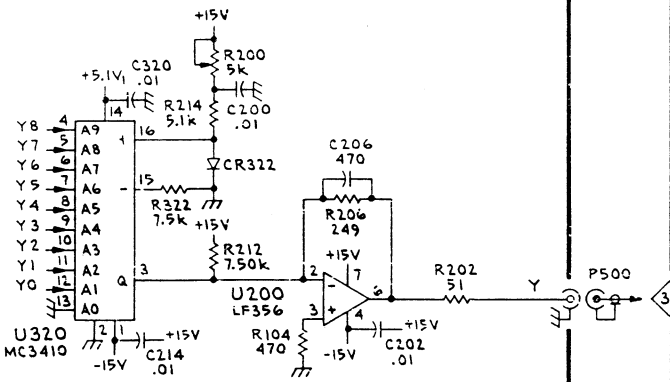 +15V
R200
5k
C320
.01
+5.1V
14
R214
5.1k
C200
.01
Y8 4 A9
Y7 5 A8
Y6 6 A7
Y5 7 A6
Y4 8 A5
Y3 9 A4
Y2 10 A3
Y1 11 A2
Y0 12 A1
13 A0
+ 16
- 15
Q 3
CR322
R322
7.5k
+15V
R212
7.50k
C206
470
R206
249
+15V
7
2 -
3 +
6
4
U200
LF356
R202
51
Y
P500
3
U320
MC3410
2 1
+15V
C214
.01
-15V
R104
470
+15V
C202
.01
-15V